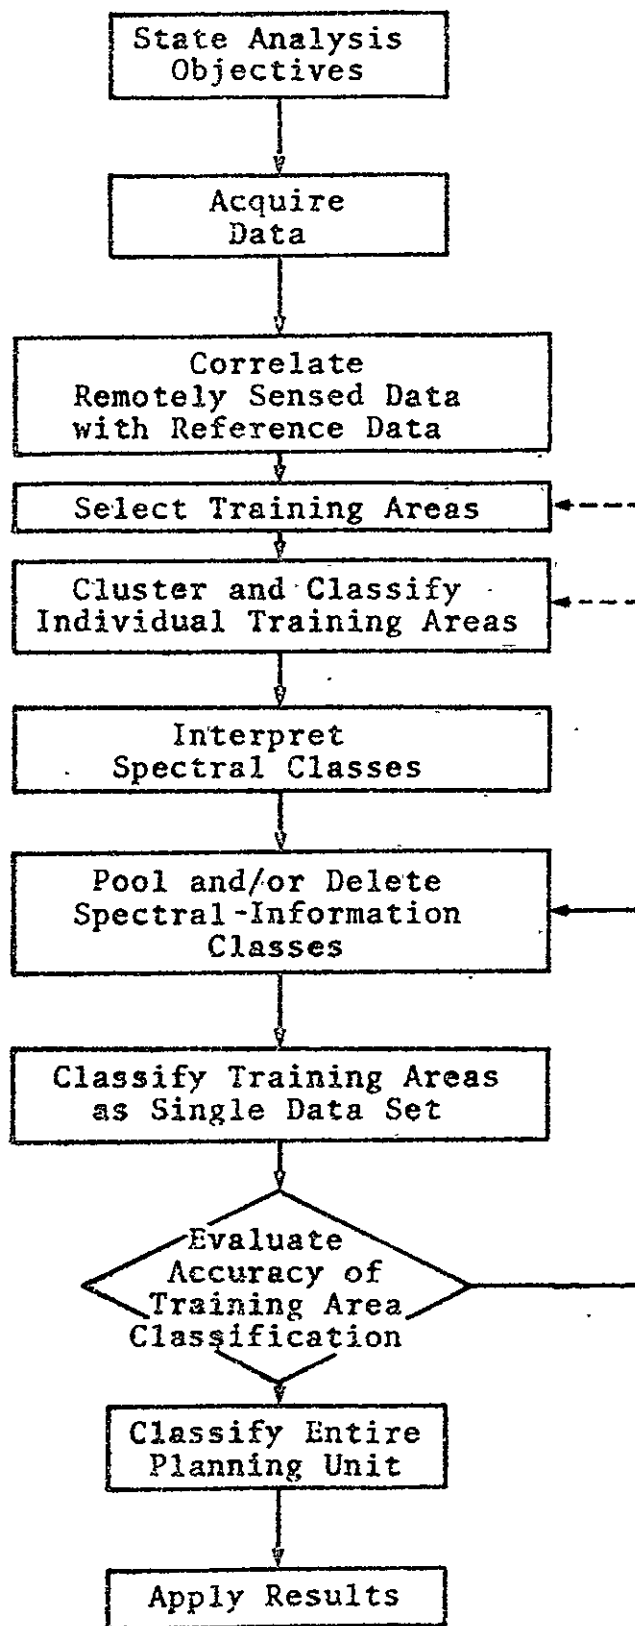 State Analysis
Objectives
Acquire
Data
Correlate
Remotely Sensed Data
with Reference Data
Select Training Areas
Cluster and Classify
Individual Training Areas
Interpret
Spectral Classes
Pool and/or Delete
Spectral-Information
Classes
Classify Training Areas
as Single Data Set
Evaluate
Accuracy of
Training Area
Classification
Classify Entire
Planning Unit
Apply Results